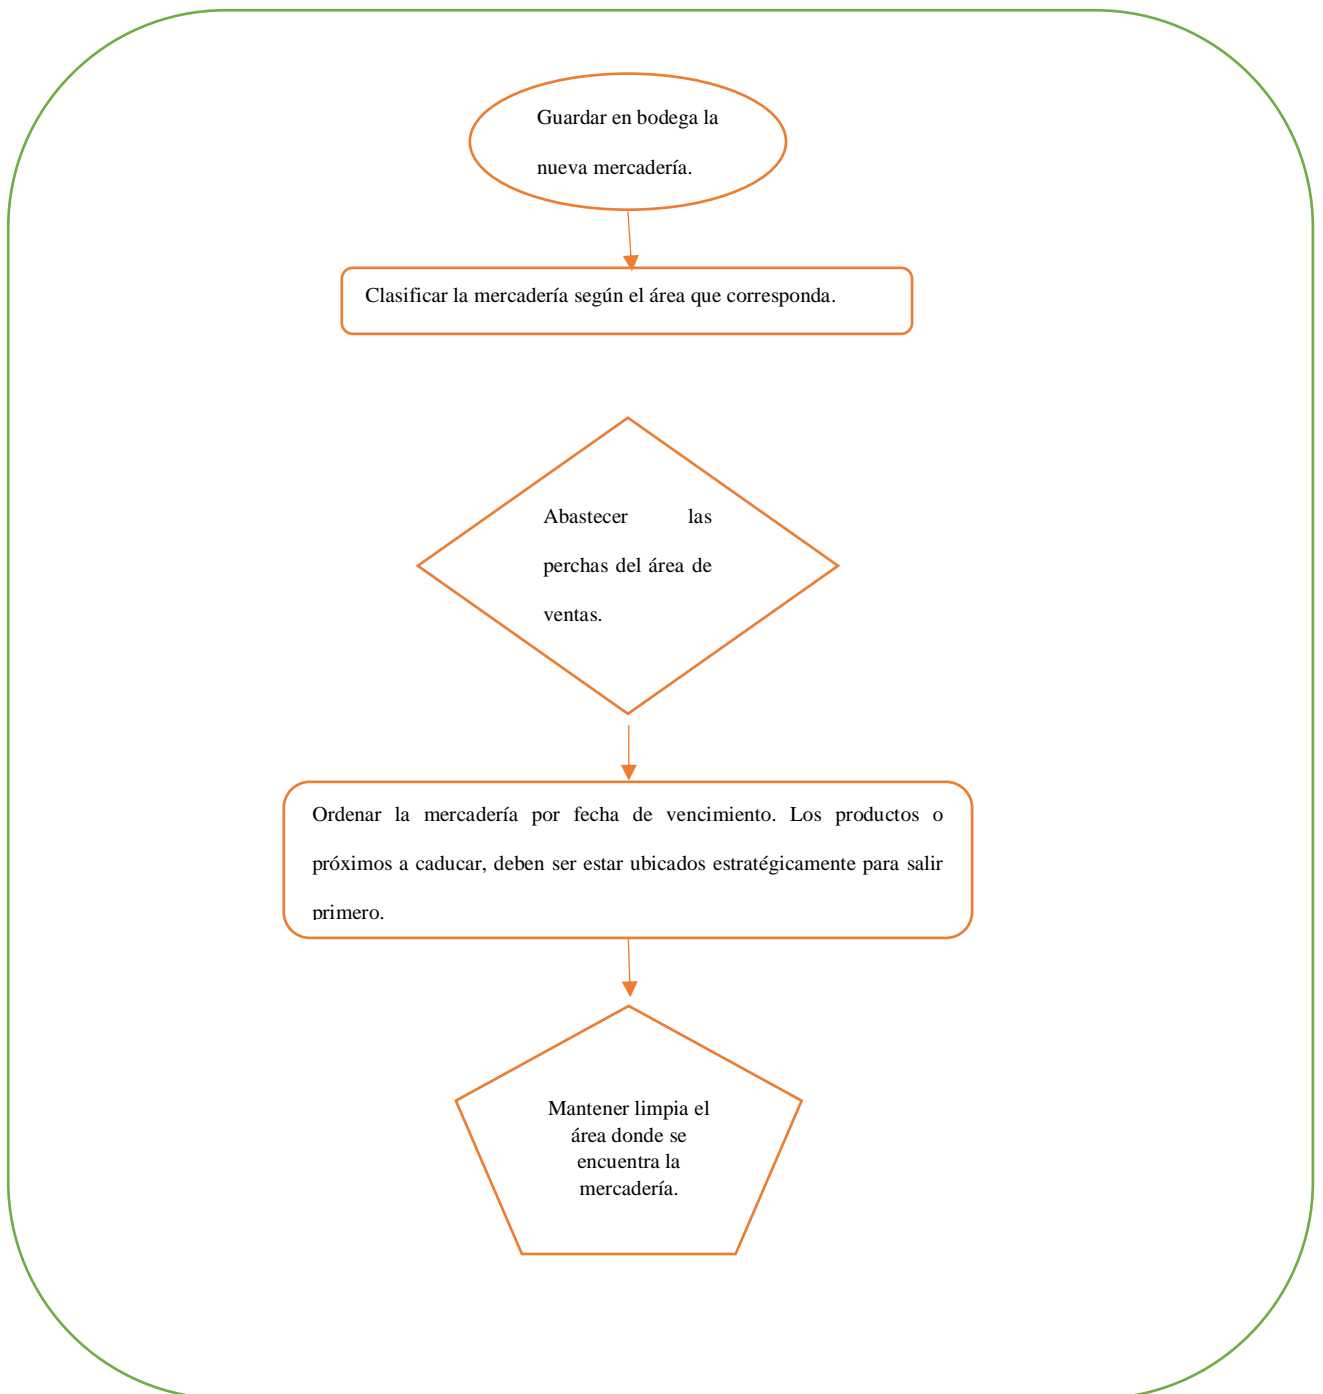 Guardar en bodega la
nueva mercadería.
Clasificar la mercadería según el área que corresponda.
Abastecer las
perchas del área de
ventas.
Ordenar la mercadería por fecha de vencimiento. Los productos o
próximos a caducar, deben ser estar ubicados estratégicamente para salir
primero.
Mantener limpia el
área donde se
encuentra la
mercadería.